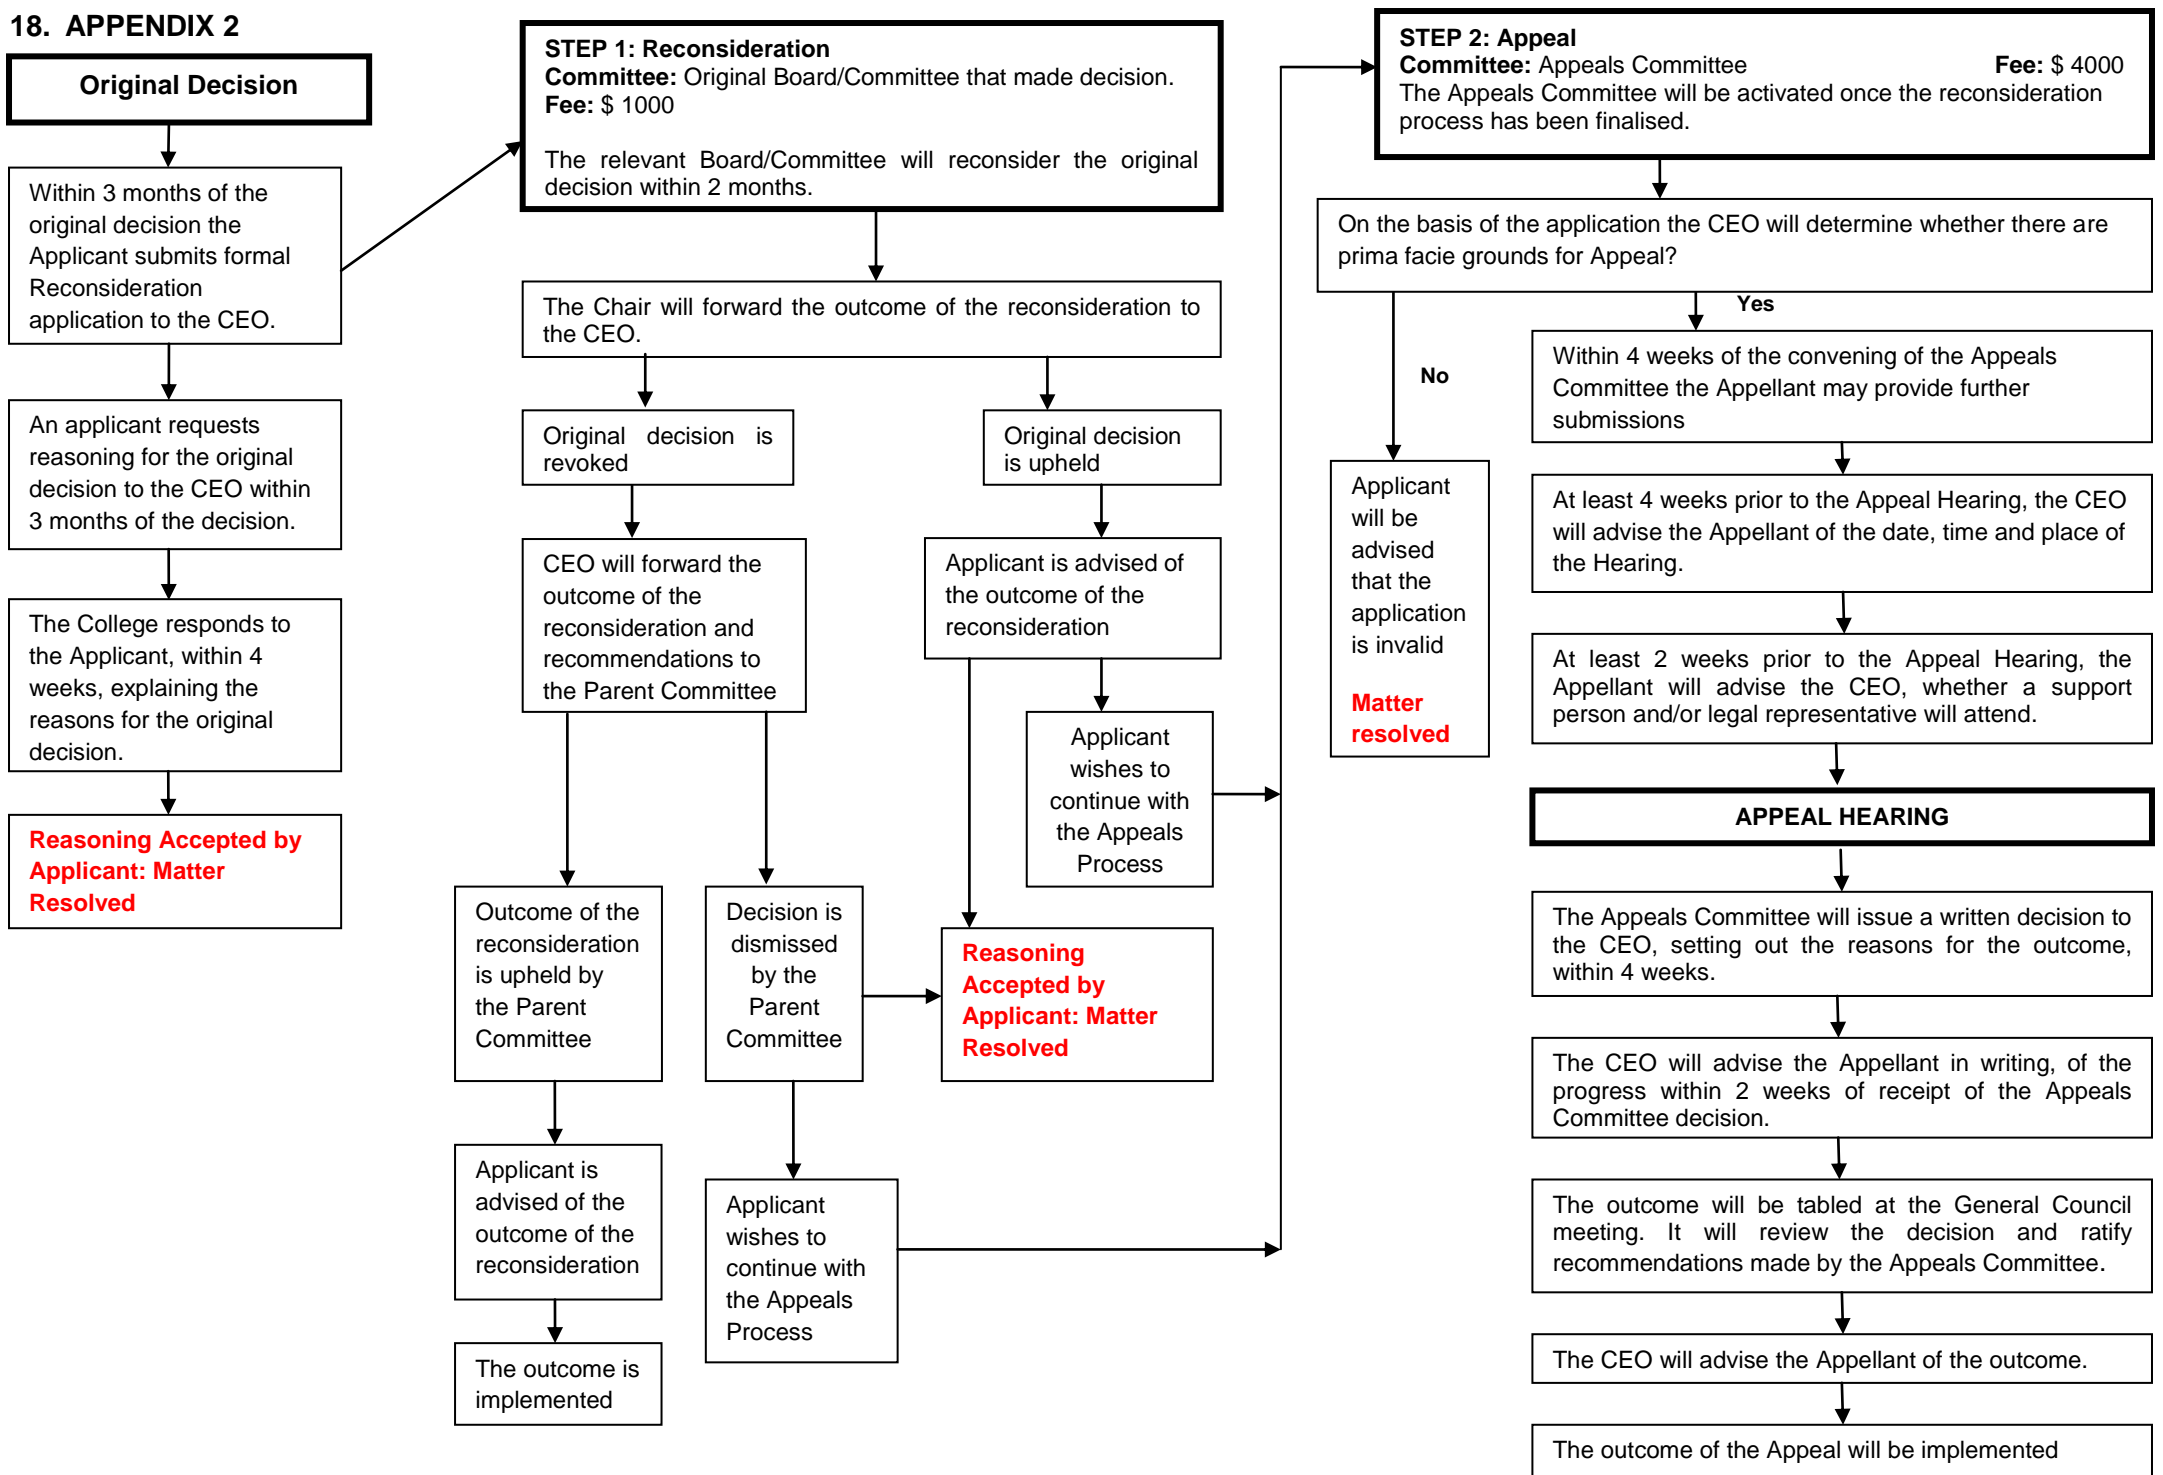 18. APPENDIX 2
Original Decision
Within 3 months of the
original decision the
Applicant submits formal
Reconsideration
application to the CEO.
An applicant requests
reasoning for the original
decision to the CEO within
3 months of the decision.
The College responds to
the Applicant, within 4
weeks, explaining the
reasons for the original
decision.
Reasoning Accepted by
Applicant: Matter
Resolved
STEP 1: Reconsideration
Committee: Original Board/Committee that made decision.
Fee: $ 1000
The relevant Board/Committee will reconsider the original
decision within 2 months.
The Chair will forward the outcome of the reconsideration to
the CEO.
Original decision is
revoked
Original decision
is upheld
CEO will forward the
outcome of the
reconsideration and
recommendations to
the Parent Committee
Applicant is advised of
the outcome of the
reconsideration
Applicant
wishes to
continue with
the Appeals
Process
Outcome of the
reconsideration
is upheld by
the Parent
Committee
Decision is
dismissed
by the
Parent
Committee
Reasoning
Accepted by
Applicant: Matter
Resolved
Applicant is
advised of the
outcome of the
reconsideration
Applicant
wishes to
continue with
the Appeals
Process
The outcome is
implemented
STEP 2: Appeal
Committee: Appeals Committee Fee: $ 4000
The Appeals Committee will be activated once the reconsideration
process has been finalised.
On the basis of the application the CEO will determine whether there are
prima facie grounds for Appeal?
Yes
No
Applicant
will be
advised
that the
application
is invalid
Matter
resolved
Within 4 weeks of the convening of the Appeals
Committee the Appellant may provide further
submissions
At least 4 weeks prior to the Appeal Hearing, the CEO
will advise the Appellant of the date, time and place of
the Hearing.
At least 2 weeks prior to the Appeal Hearing, the
Appellant will advise the CEO, whether a support
person and/or legal representative will attend.
APPEAL HEARING
The Appeals Committee will issue a written decision to
the CEO, setting out the reasons for the outcome,
within 4 weeks.
The CEO will advise the Appellant in writing, of the
progress within 2 weeks of receipt of the Appeals
Committee decision.
The outcome will be tabled at the General Council
meeting. It will review the decision and ratify
recommendations made by the Appeals Committee.
The CEO will advise the Appellant of the outcome.
The outcome of the Appeal will be implemented